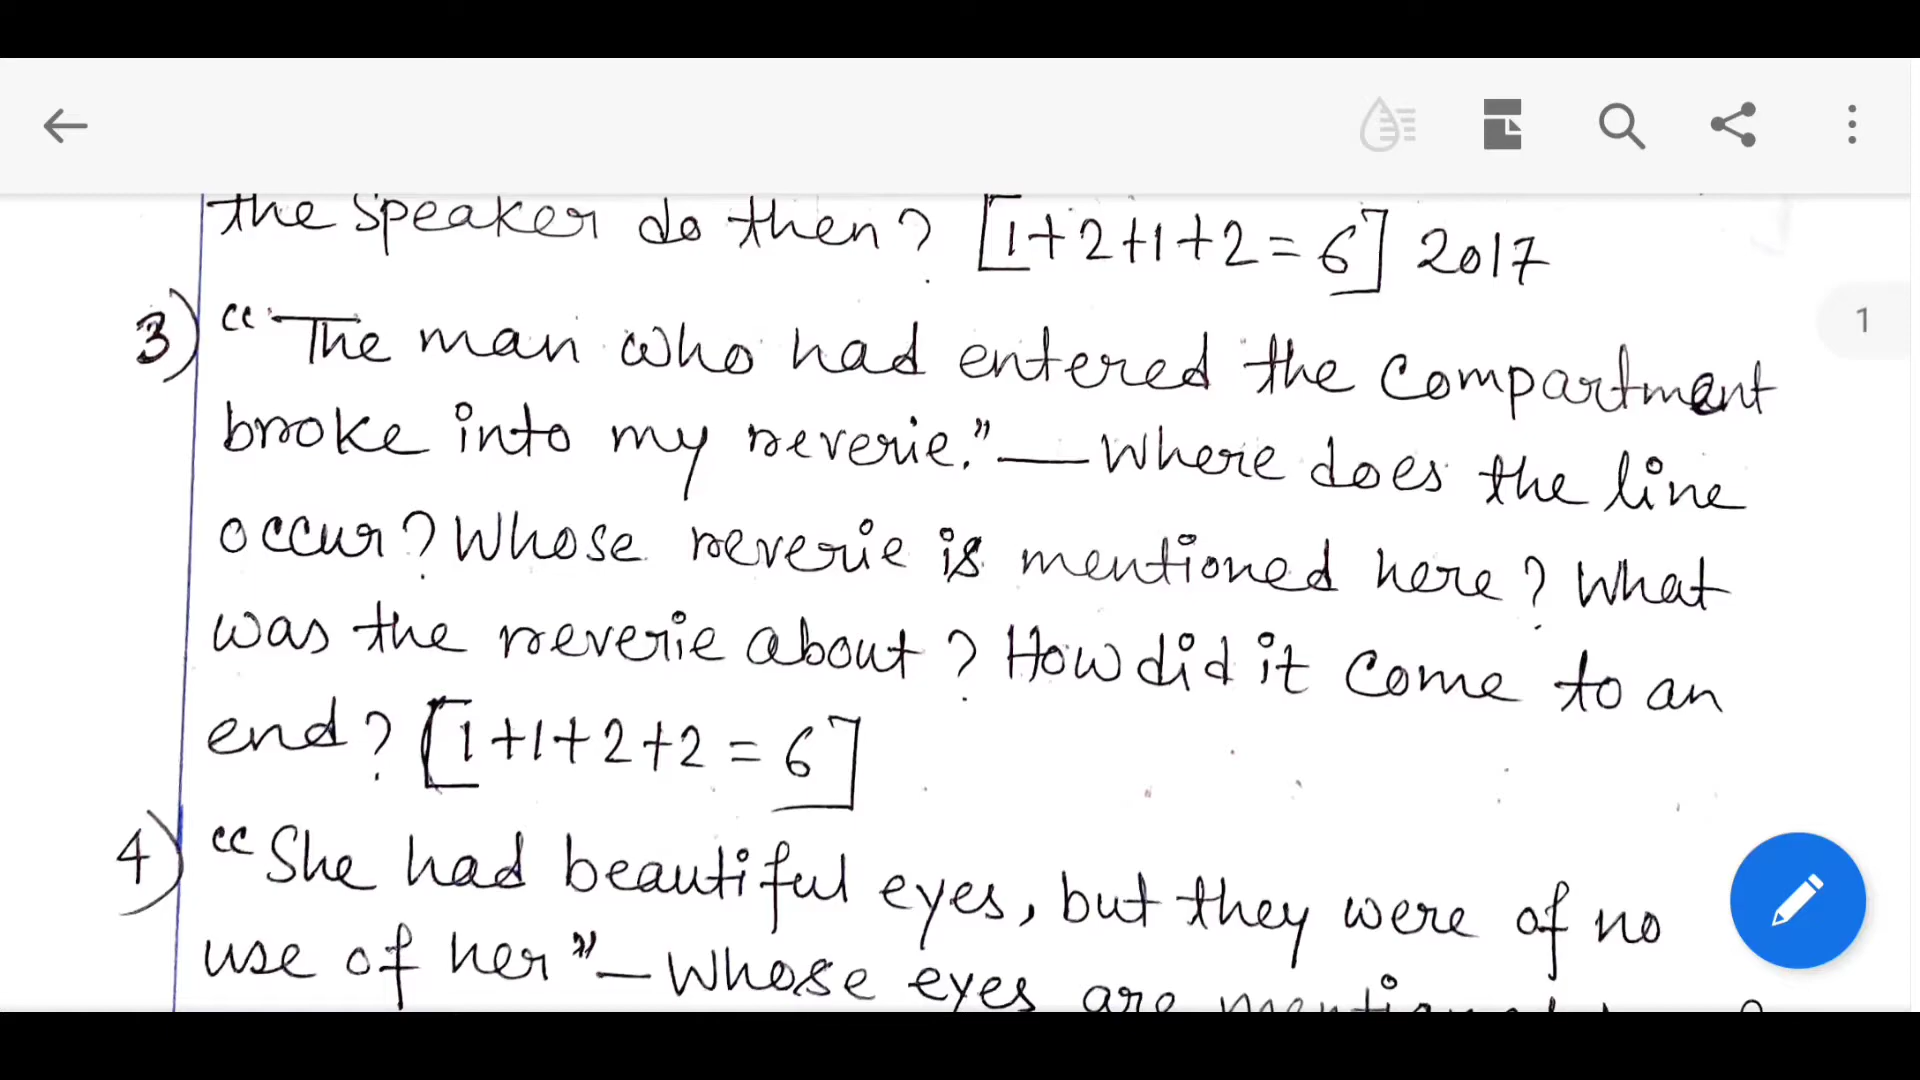 the speaker do then? [1+2+1+2=6] 2017
1
3) "The man who had entered the compartment
broke into my reverie."—Where does the line
occur? Whose reverie is mentioned here? What
was the reverie about? How did it come to an
end? [1+1+2+2=6]
4) "She had beautiful eyes, but they were of no
use of her"—Whose eyes are